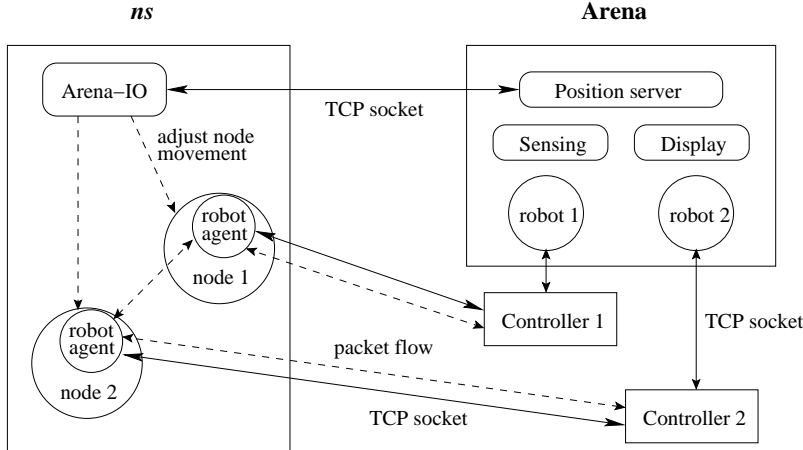 ns
Arena
Arena−IO
Position server
TCP socket
adjust node
movement
Sensing
Display
robot
agent
node 1
robot 1
robot 2
Controller 1
TCP socket
robot
agent
node 2
packet flow
TCP socket
Controller 2